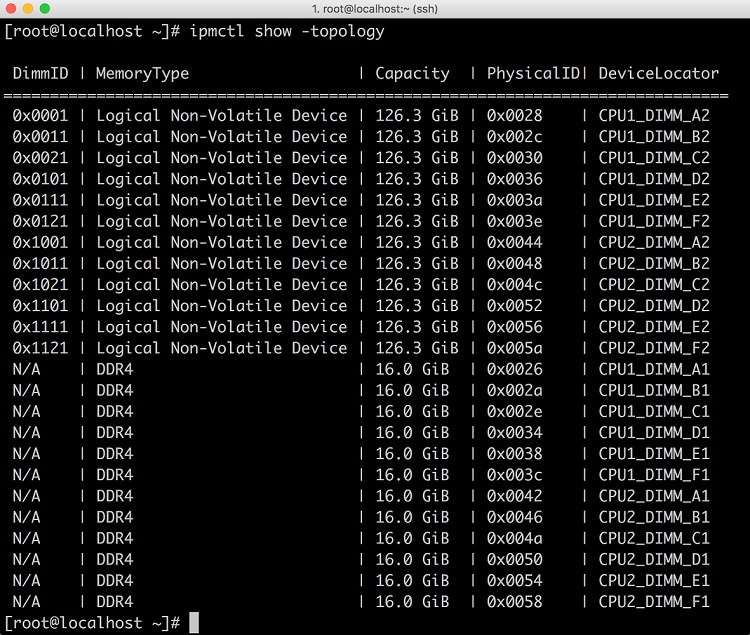 1. root@localhost:~ (ssh)
[root@localhost ~]# ipmctl show -topology
DimmID | MemoryType | Capacity | PhysicalID| DeviceLocator
================================================================================
0x0001 | Logical Non-Volatile Device | 126.3 GiB | 0x0028 | CPU1_DIMM_A2
0x0011 | Logical Non-Volatile Device | 126.3 GiB | 0x002c | CPU1_DIMM_B2
0x0021 | Logical Non-Volatile Device | 126.3 GiB | 0x0030 | CPU1_DIMM_C2
0x0101 | Logical Non-Volatile Device | 126.3 GiB | 0x0036 | CPU1_DIMM_D2
0x0111 | Logical Non-Volatile Device | 126.3 GiB | 0x003a | CPU1_DIMM_E2
0x0121 | Logical Non-Volatile Device | 126.3 GiB | 0x003e | CPU1_DIMM_F2
0x1001 | Logical Non-Volatile Device | 126.3 GiB | 0x0044 | CPU2_DIMM_A2
0x1011 | Logical Non-Volatile Device | 126.3 GiB | 0x0048 | CPU2_DIMM_B2
0x1021 | Logical Non-Volatile Device | 126.3 GiB | 0x004c | CPU2_DIMM_C2
0x1101 | Logical Non-Volatile Device | 126.3 GiB | 0x0052 | CPU2_DIMM_D2
0x1111 | Logical Non-Volatile Device | 126.3 GiB | 0x0056 | CPU2_DIMM_E2
0x1121 | Logical Non-Volatile Device | 126.3 GiB | 0x005a | CPU2_DIMM_F2
N/A | DDR4 | 16.0 GiB | 0x0026 | CPU1_DIMM_A1
N/A | DDR4 | 16.0 GiB | 0x002a | CPU1_DIMM_B1
N/A | DDR4 | 16.0 GiB | 0x002e | CPU1_DIMM_C1
N/A | DDR4 | 16.0 GiB | 0x0034 | CPU1_DIMM_D1
N/A | DDR4 | 16.0 GiB | 0x0038 | CPU1_DIMM_E1
N/A | DDR4 | 16.0 GiB | 0x003c | CPU1_DIMM_F1
N/A | DDR4 | 16.0 GiB | 0x0042 | CPU2_DIMM_A1
N/A | DDR4 | 16.0 GiB | 0x0046 | CPU2_DIMM_B1
N/A | DDR4 | 16.0 GiB | 0x004a | CPU2_DIMM_C1
N/A | DDR4 | 16.0 GiB | 0x0050 | CPU2_DIMM_D1
N/A | DDR4 | 16.0 GiB | 0x0054 | CPU2_DIMM_E1
N/A | DDR4 | 16.0 GiB | 0x0058 | CPU2_DIMM_F1
[root@localhost ~]#